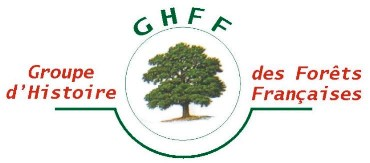 GHFF
Groupe
d'Histoire
des Forêts
Françaises